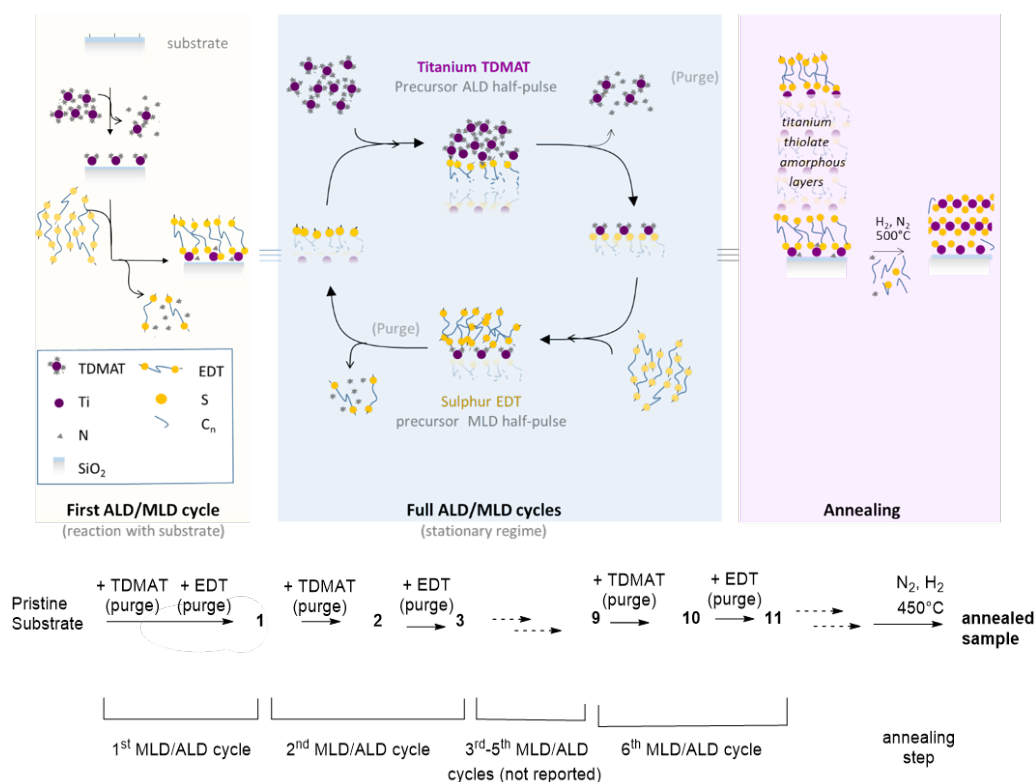 substrate
Titanium TDMAT
Precursor ALD half-pulse
(Purge)
(Purge)
Sulphur EDT
precursor MLD half-pulse
titanium
thiolate
amorphous
layers
H2, N2
500°C
TDMAT
EDT
Ti
S
N
Cn
SiO2
First ALD/MLD cycle
(reaction with substrate)
Full ALD/MLD cycles
(stationary regime)
Annealing
+ TDMAT + EDT + TDMAT + EDT + TDMAT + EDT N2, H2
(purge) (purge) (purge) (purge) (purge) (purge) 450°C
Pristine
Substrate
1 2 3 9 10 11
annealed
sample
1st MLD/ALD cycle
2nd MLD/ALD cycle
3rd-5th MLD/ALD
cycles (not reported)
6th MLD/ALD cycle
annealing
step